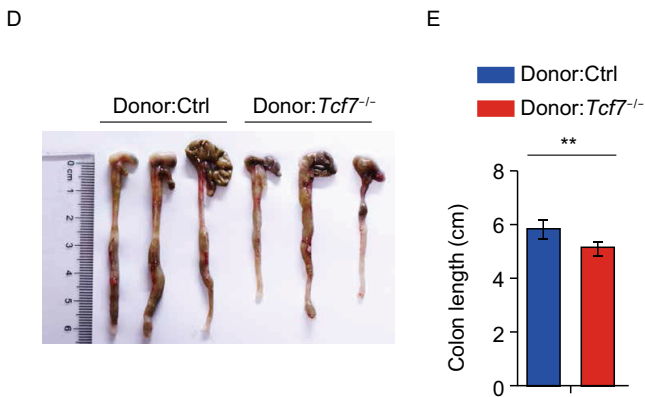 D
Donor:Ctrl
Donor:Tcf7⁻/⁻
0 cm 1 2 3 4 5 6
E
Donor:Ctrl
Donor:Tcf7⁻/⁻
**
8
6
4
2
0
Colon length (cm)